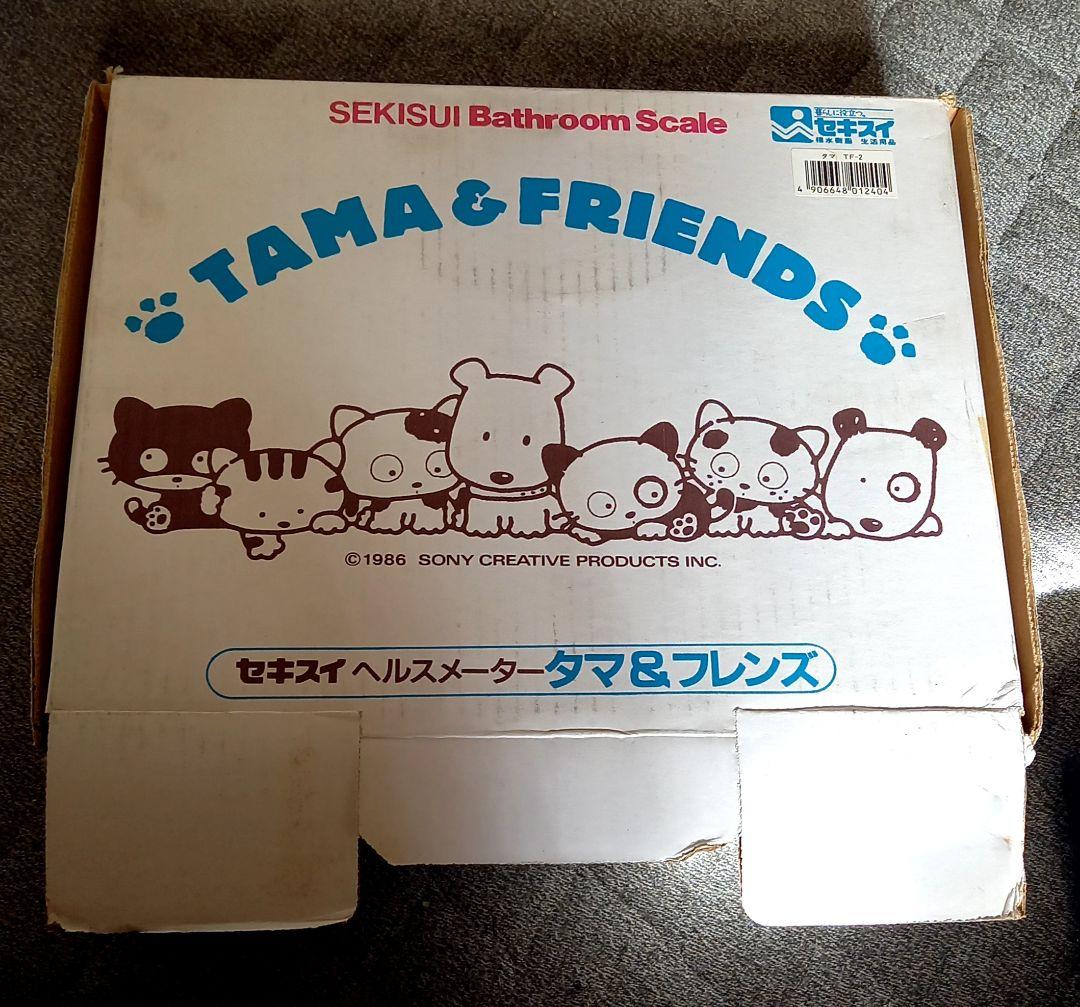 SEKISUI Bathroom Scale
暮らしに役立つ。
セキスイ
積水樹脂 生活用品
タマ TF-2
4 906648 012404
TAMA & FRIENDS
©1986 SONY CREATIVE PRODUCTS INC.
セキスイ ヘルスメーター タマ&フレンズ